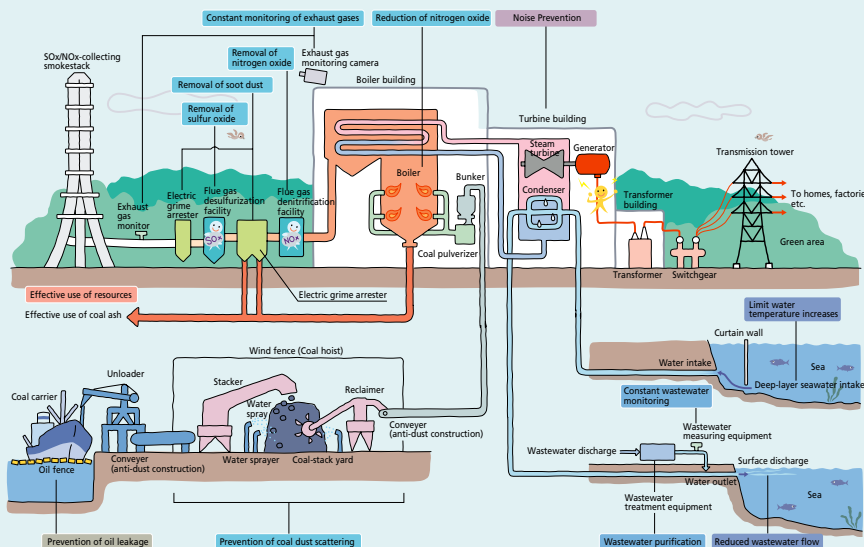 Constant monitoring of exhaust gases
Reduction of nitrogen oxide
Noise Prevention
SOx/NOx-collecting
smokestack
Removal of
nitrogen oxide
Exhaust gas
monitoring camera
Boiler building
Removal of soot dust
Removal of
sulfur oxide
Turbine building
Steam
turbine
Generator
Transmission tower
Boiler
Bunker
Condenser
Transformer
building
To homes, factorie
etc.
Electric
grime
arrester
Flue gas
desulfurization
facility
Flue gas
denitrification
facility
Exhaust
gas
monitor
SOx
NOx
Green area
Coal pulverizer
Transformer
Switchgear
Effective use of resources
Electric grime arrester
Effective use of coal ash
Limit water
temperature increases
Curtain wall
Wind fence (Coal hoist)
Water intake
Sea
Deep-layer seawater intake
Unloader
Stacker
Reclaimer
Coal carrier
Water
spray
Constant wastewater
monitoring
Conveyer
(anti-dust construction)
Wastewater
measuring equipment
Wastewater discharge
Surface discharge
Oil fence
Conveyer
(anti-dust construction)
Water sprayer
Coal-stack yard
Water outlet
Sea
Wastewater
treatment equipment
Prevention of oil leakage
Prevention of coal dust scattering
Wastewater purification
Reduced wastewater flow